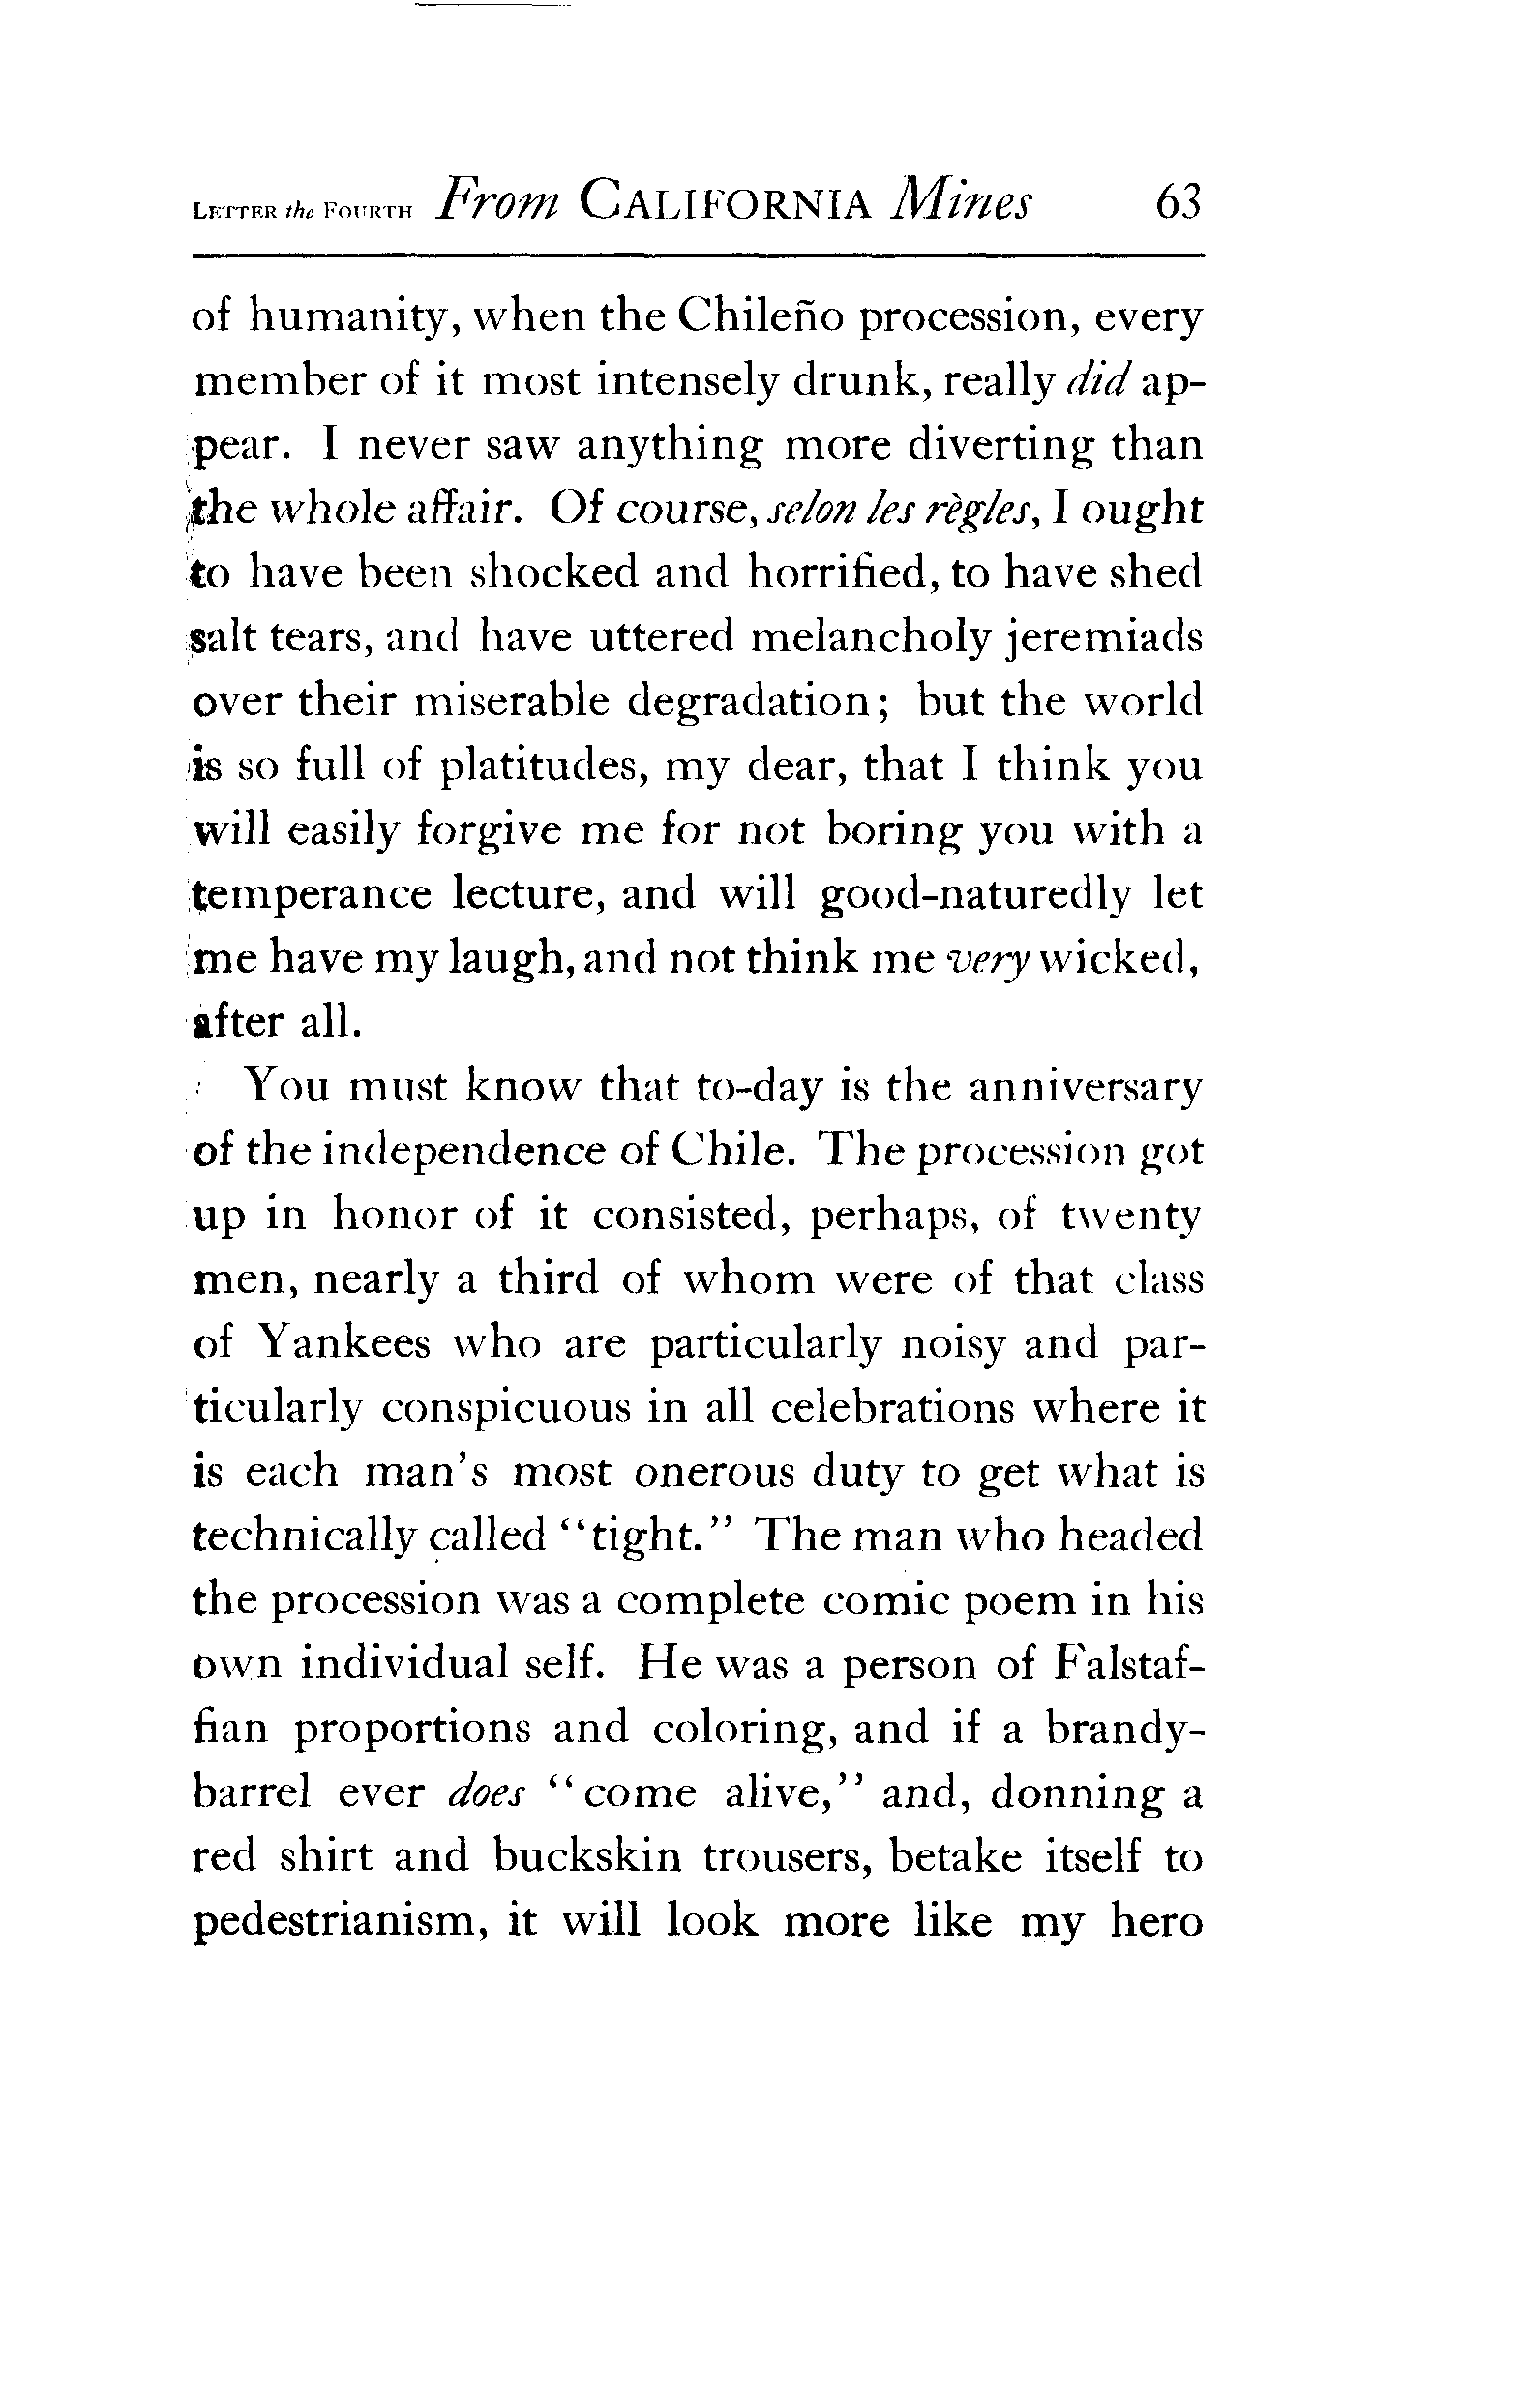 LETTER the FOURTH From CALIFORNIA Mines 63
of humanity, when the Chileño procession, every
member of it most intensely drunk, really did ap-
pear. I never saw anything more diverting than
the whole affair. Of course, selon les règles, I ought
to have been shocked and horrified, to have shed
salt tears, and have uttered melancholy jeremiads
over their miserable degradation; but the world
is so full of platitudes, my dear, that I think you
will easily forgive me for not boring you with a
temperance lecture, and will good-naturedly let
me have my laugh, and not think me very wicked,
after all.
You must know that to-day is the anniversary
of the independence of Chile. The procession got
up in honor of it consisted, perhaps, of twenty
men, nearly a third of whom were of that class
of Yankees who are particularly noisy and par-
ticularly conspicuous in all celebrations where it
is each man's most onerous duty to get what is
technically called "tight." The man who headed
the procession was a complete comic poem in his
own individual self. He was a person of Falstaf-
fian proportions and coloring, and if a brandy-
barrel ever does "come alive," and, donning a
red shirt and buckskin trousers, betake itself to
pedestrianism, it will look more like my hero